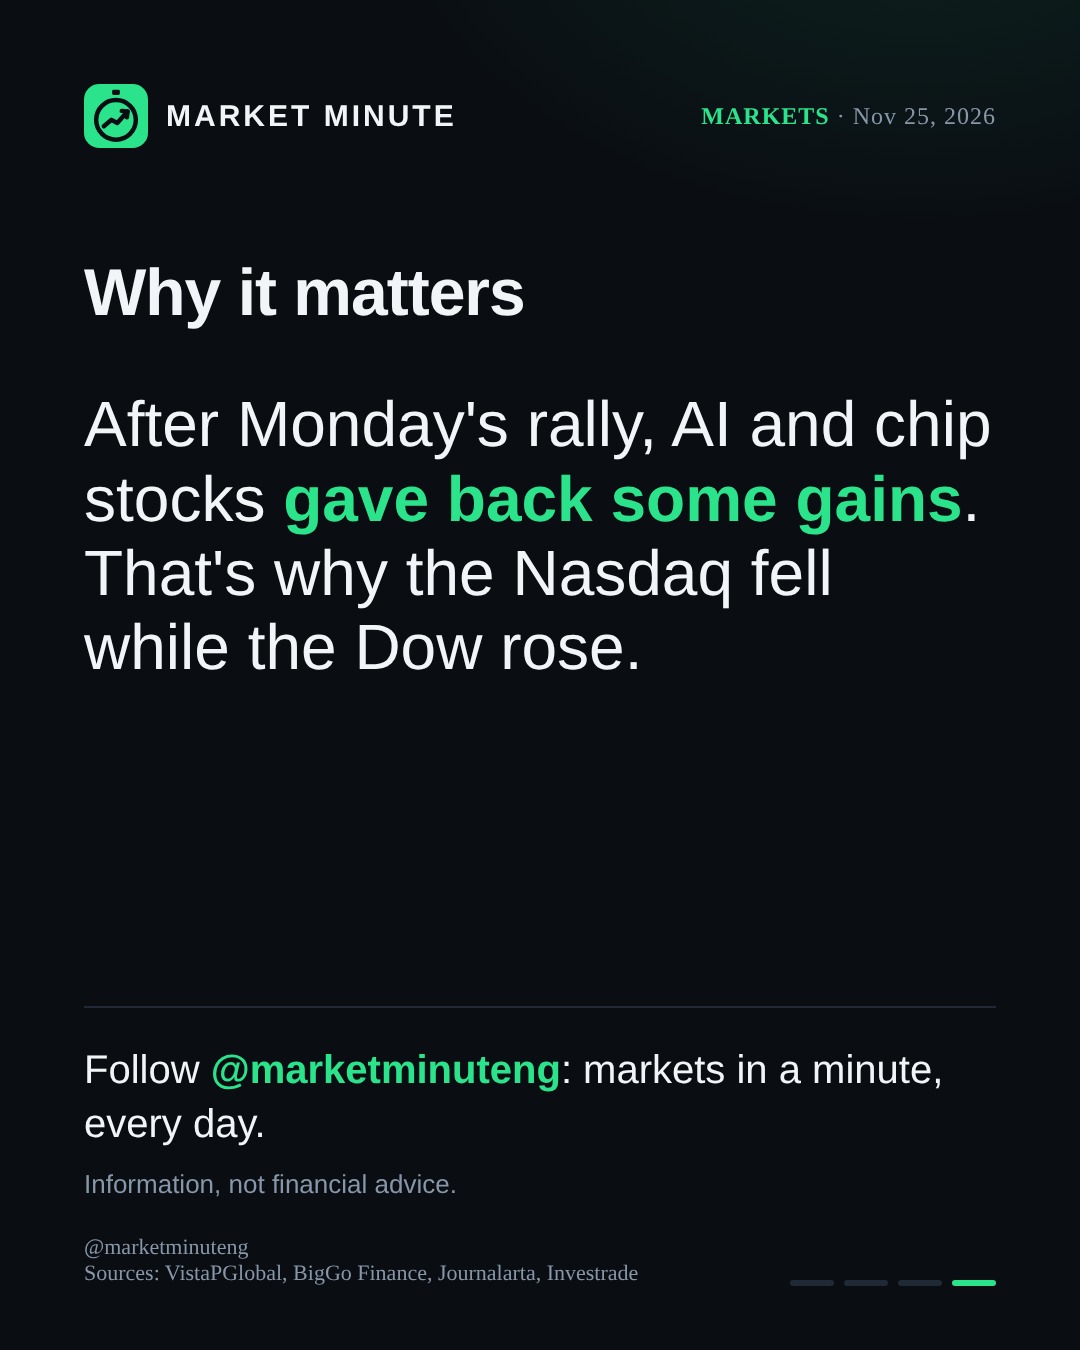 MARKET MINUTE
MARKETS · Nov 25, 2026
Why it matters
After Monday's rally, AI and chip
stocks gave back some gains.
That's why the Nasdaq fell
while the Dow rose.
Follow @marketminuteng: markets in a minute,
every day.
Information, not financial advice.
@marketminuteng
Sources: VistaPGlobal, BigGo Finance, Journalarta, Investrade